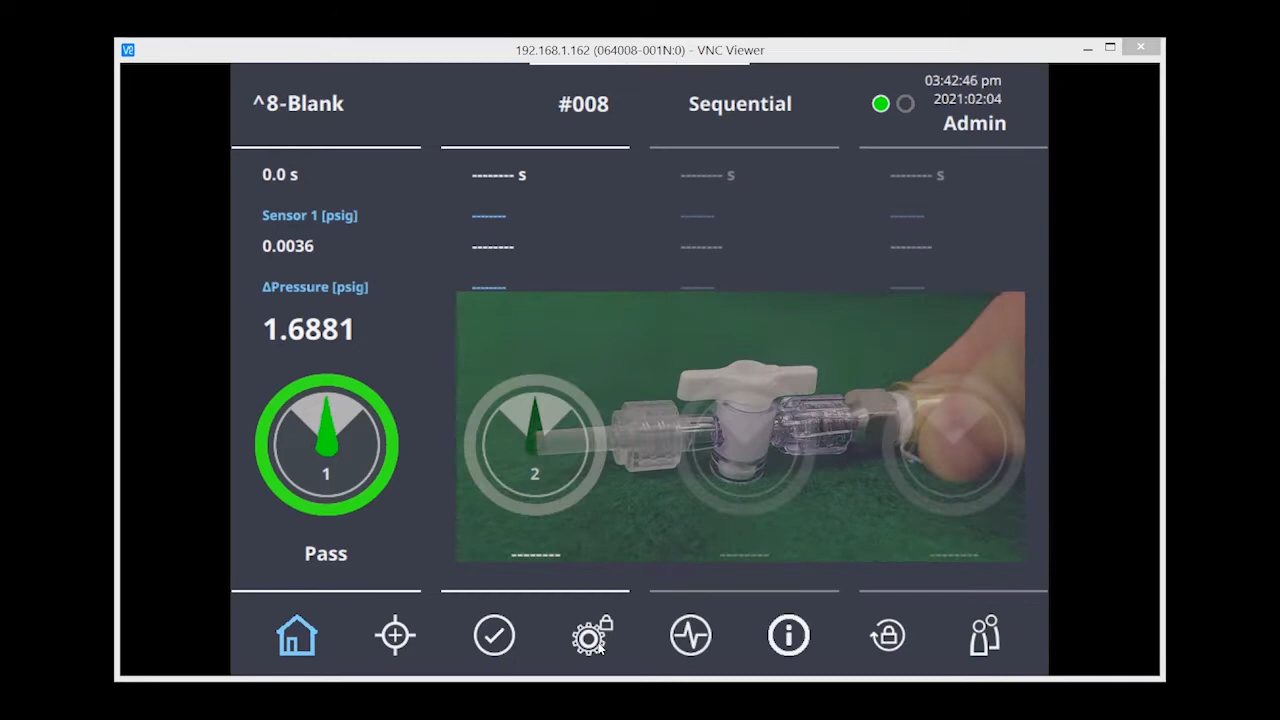 192.168.1.162 (064008-001N:0) - VNC Viewer
^8-Blank
#008
Sequential
03:42:46 pm
2021:02:04
Admin
0.0 s
-------- s
-------- s
-------- s
Sensor 1 [psig]
--------
--------
--------
0.0036
--------
--------
--------
ΔPressure [psig]
--------
--------
--------
1.6881
1
2
Pass
--------
--------
--------